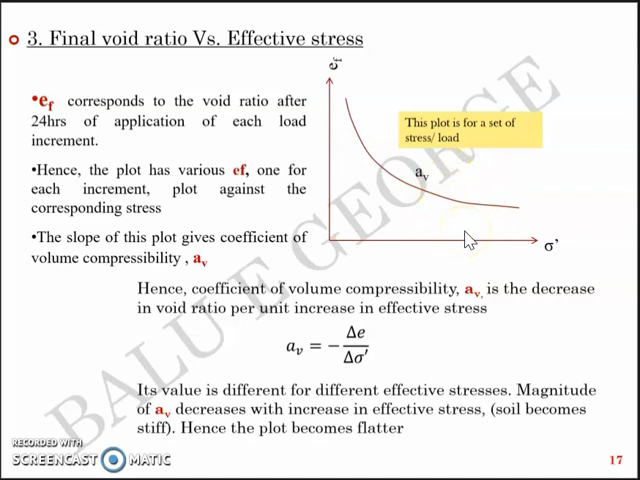 3. Final void ratio Vs. Effective stress
•ef corresponds to the void ratio after
24hrs of application of each load
increment.
•Hence, the plot has various ef, one for
each increment, plot against the
corresponding stress
•The slope of this plot gives coefficient of
volume compressibility , av
ef
This plot is for a set of
stress/ load
av
σ’
Hence, coefficient of volume compressibility, av, is the decrease
in void ratio per unit increase in effective stress
av = − Δe / Δσ′
Its value is different for different effective stresses. Magnitude
of av decreases with increase in effective stress, (soil becomes
stiff). Hence the plot becomes flatter
BALU E GEORGE
RECORDED WITH
SCREENCAST MATIC
17